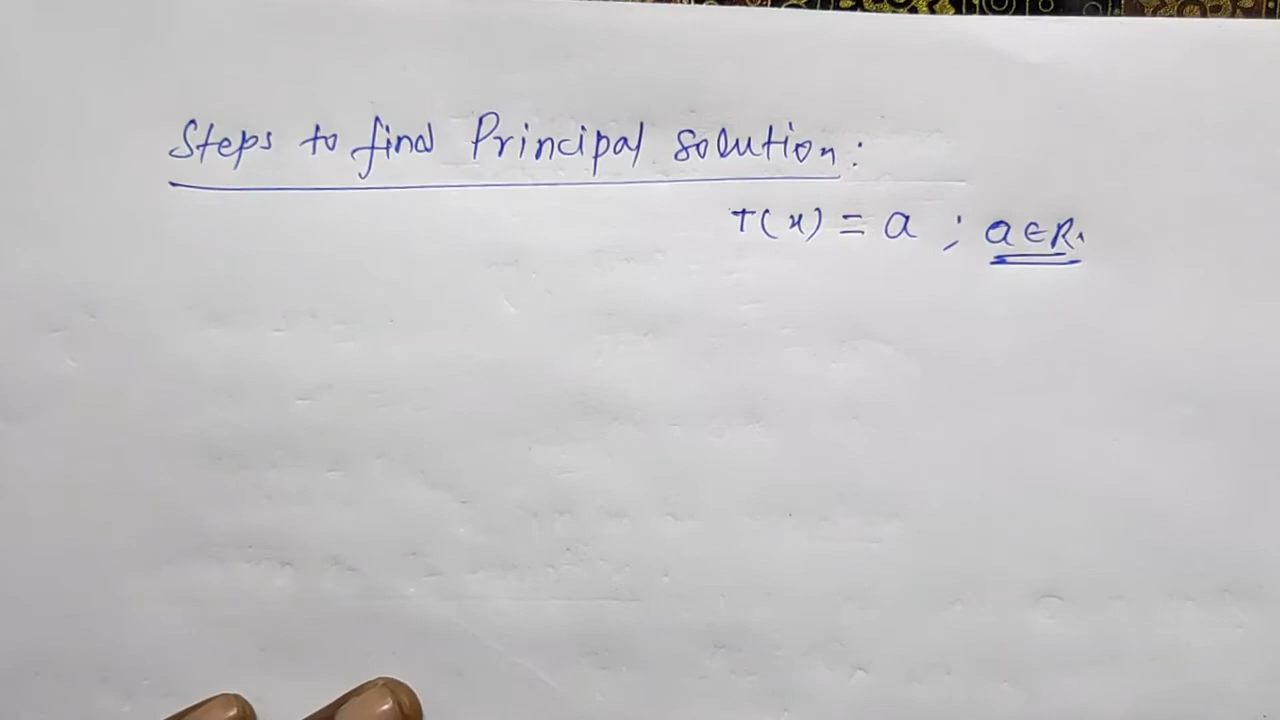 Steps to find Principal solution:
T(x) = a ; a ∈ R.